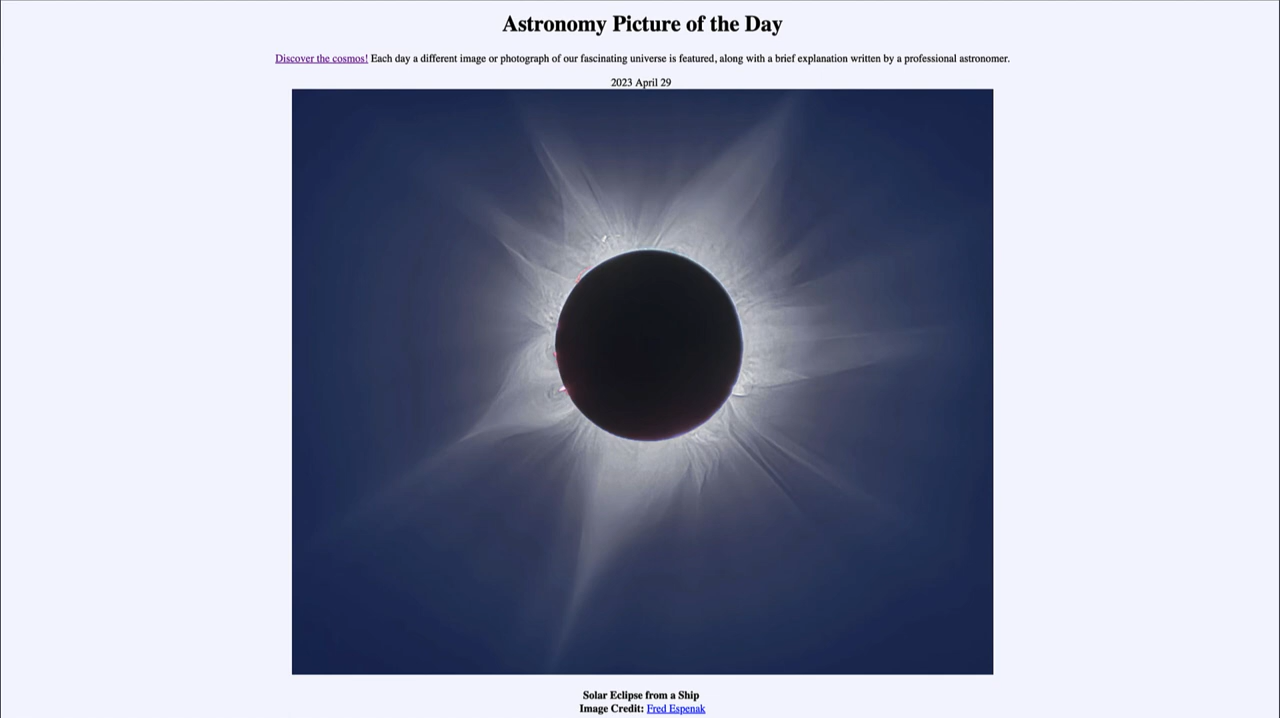 Astronomy Picture of the Day
Discover the cosmos! Each day a different image or photograph of our fascinating universe is featured, along with a brief explanation written by a professional astronomer.
2023 April 29
Solar Eclipse from a Ship
Image Credit: Fred Espenak